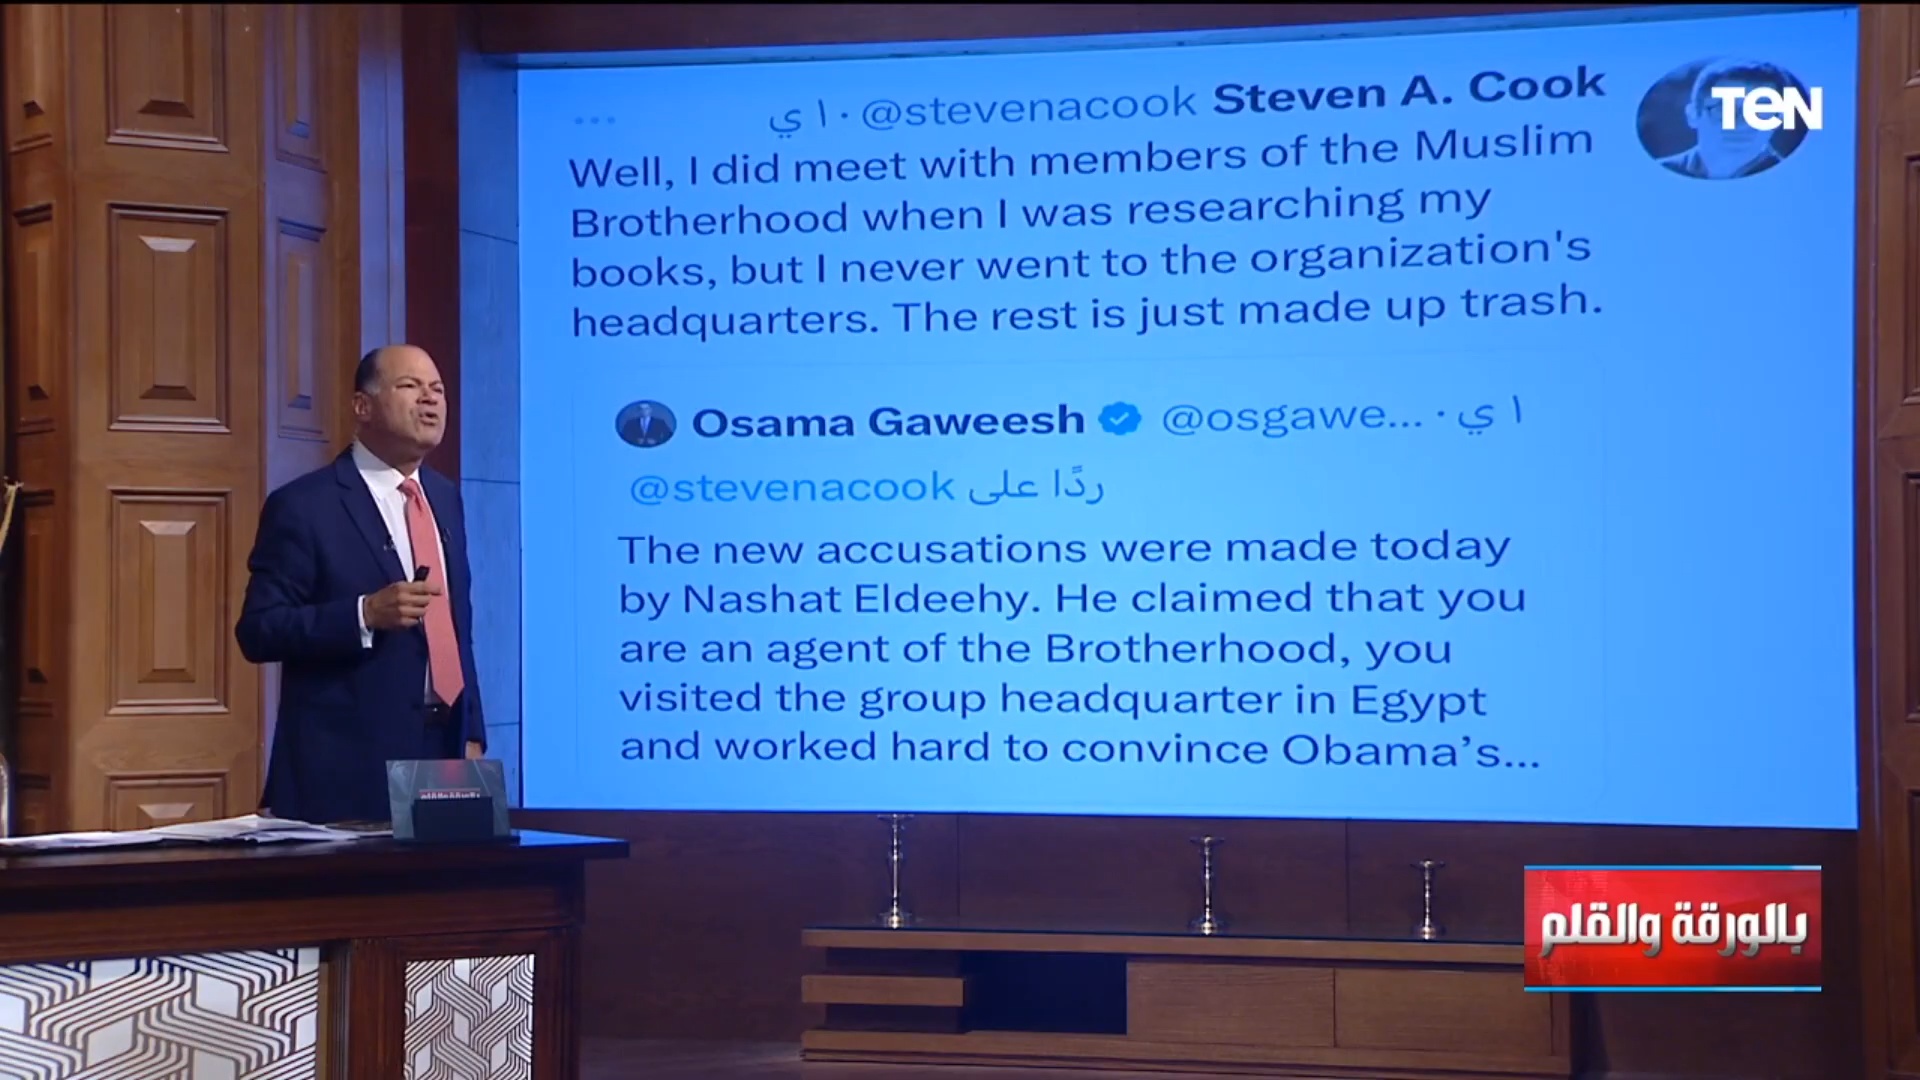 TEN
Steven A. Cook @stevenacook · ١ ي
Well, I did meet with members of the Muslim
Brotherhood when I was researching my
books, but I never went to the organization's
headquarters. The rest is just made up trash.
Osama Gaweesh @osgawe... · ١ ي
ردًا على @stevenacook
The new accusations were made today
by Nashat Eldeehy. He claimed that you
are an agent of the Brotherhood, you
visited the group headquarter in Egypt
and worked hard to convince Obama’s...
بالورقة والقلم